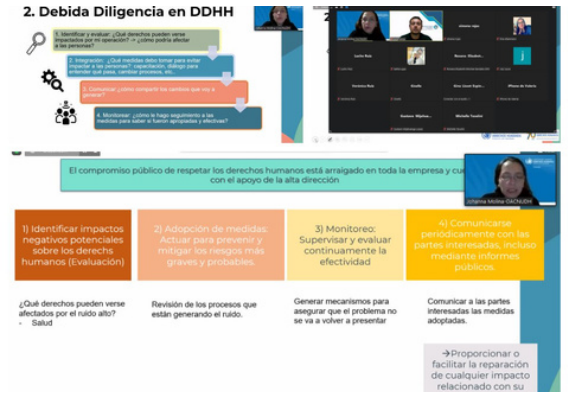 2. Debida Diligencia en DDHH
1. Identificar y evaluar: ¿Qué derechos pueden verse
impactados por mi operación? -> ¿cómo podría afectar
a las personas?
2. Integración: ¿Qué medidas debo tomar para evitar
impactar a las personas? capacitación, diálogo para
entender qué pasa, cambiar procesos, etc.
3. Comunicar ¿cómo compartir los cambios que voy a
generar?
4. Monitorear: ¿cómo le hago seguimiento a las
medidas para saber si fueron apropiadas y efectivas?
2
Giselle
Michelle Fasalini
El compromiso público de respetar los derechos humanos está arraigado en toda la empresa y
con el apoyo de la alta dirección
Johanna Molina OACNUDH
1) Identificar impactos
negativos potenciales
sobre los derechs
humanos (Evaluación)
2) Adopción de medidas:
Actuar para prevenir y
mitigar los riesgos más
graves y probables.
3) Monitoreo:
Supervisar y evaluar
continuamente la
efectividad
4) Comunicarse
periódicamente con las
partes interesadas, incluso
mediante informes
públicos.
¿Qué derechos pueden verse
afectados por el ruido alto?
- Salud
Revisión de los procesos que
están generando el ruido.
Generar mecanismos para
asegurar que el problema no
se va a volver a presentar
Comunicar a las partes
interesadas las medidas
adoptadas.
→Proporcionar o
facilitar la reparación
de cualquier impacto
relacionado con su